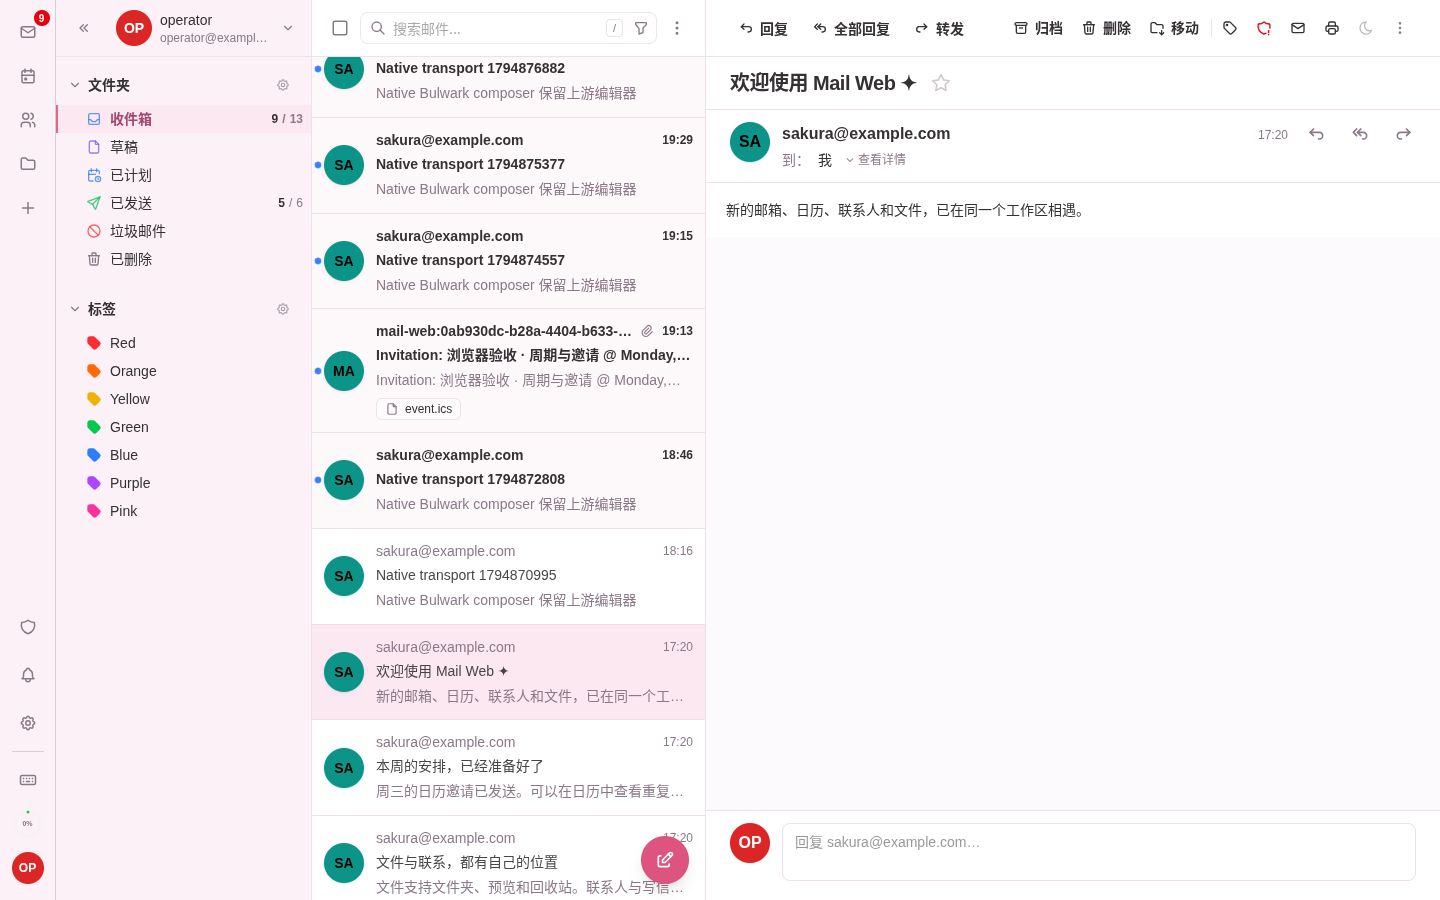 9
OP operator
operator@exampl...
文件夹
收件箱 9 / 13
草稿
已计划
已发送 5 / 6
垃圾邮件
已删除
标签
Red
Orange
Yellow
Green
Blue
Purple
Pink
0%
OP
搜索邮件... /
SA
Native transport 1794876882
Native Bulwark composer 保留上游编辑器
SA
sakura@example.com 19:29
Native transport 1794875377
Native Bulwark composer 保留上游编辑器
SA
sakura@example.com 19:15
Native transport 1794874557
Native Bulwark composer 保留上游编辑器
MA
mail-web:0ab930dc-b28a-4404-b633-... 19:13
Invitation: 浏览器验收 · 周期与邀请 @ Monday,...
Invitation: 浏览器验收 · 周期与邀请 @ Monday,...
event.ics
SA
sakura@example.com 18:46
Native transport 1794872808
Native Bulwark composer 保留上游编辑器
SA
sakura@example.com 18:16
Native transport 1794870995
Native Bulwark composer 保留上游编辑器
SA
sakura@example.com 17:20
欢迎使用 Mail Web ✦
新的邮箱、日历、联系人和文件，已在同一个工...
SA
sakura@example.com 17:20
本周的安排，已经准备好了
周三的日历邀请已发送。可以在日历中查看重复...
SA
sakura@example.com 17:20
文件与联系，都有自己的位置
文件支持文件夹、预览和回收站。联系人与写信...
回复 全部回复 转发 归档 删除 移动
欢迎使用 Mail Web ✦
SA
sakura@example.com 17:20
到： 我 查看详情
新的邮箱、日历、联系人和文件，已在同一个工作区相遇。
OP
回复 sakura@example.com...